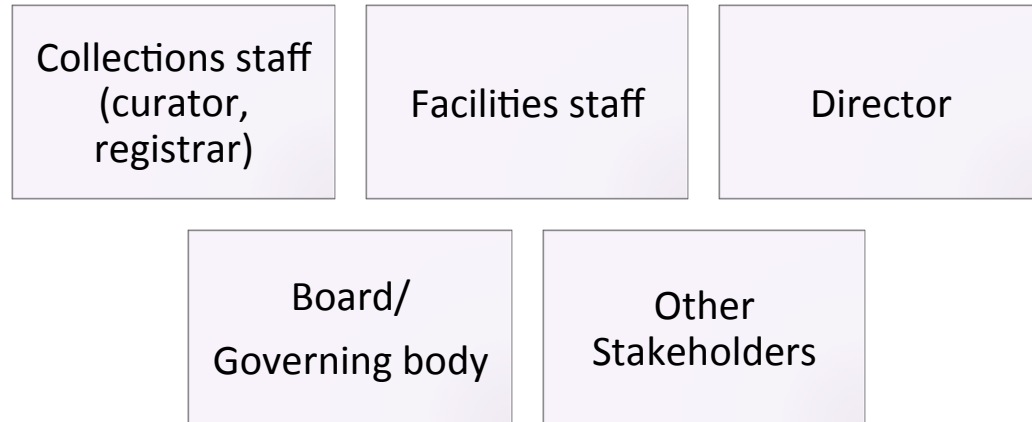 Collections staff
(curator,
registrar)
Facilities staff
Director
Board/
Governing body
Other
Stakeholders